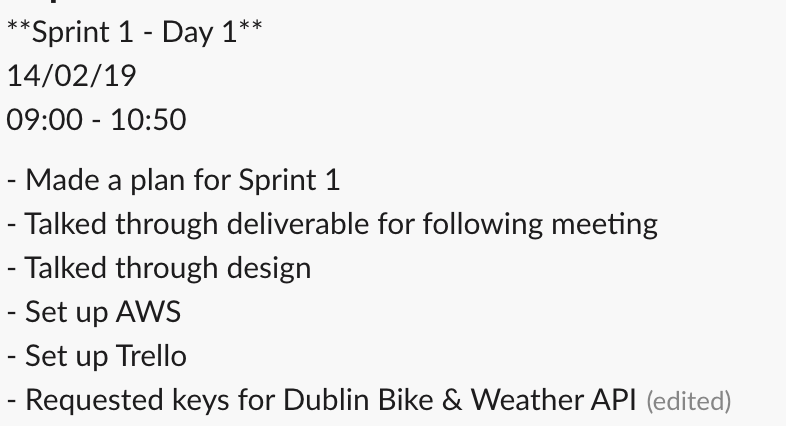 **Sprint 1 - Day 1**
14/02/19
09:00 - 10:50
- Made a plan for Sprint 1
- Talked through deliverable for following meeting
- Talked through design
- Set up AWS
- Set up Trello
- Requested keys for Dublin Bike & Weather API (edited)